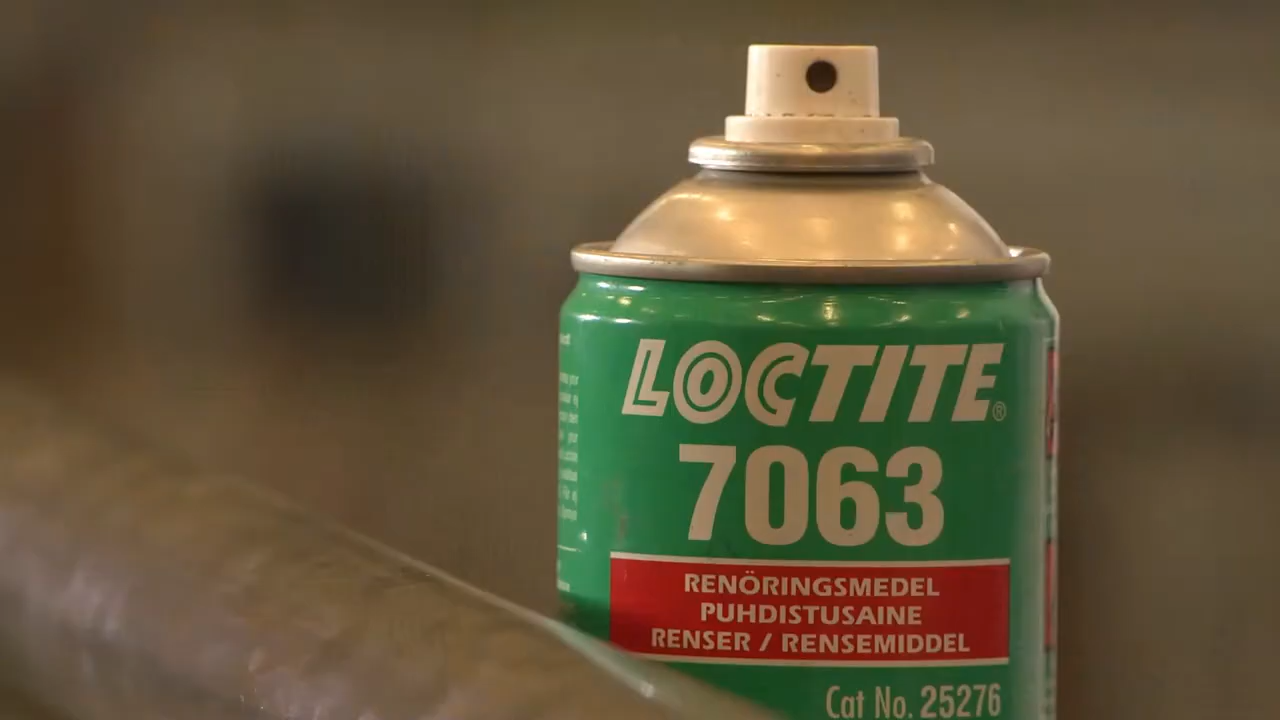 LOCTITE®
7063
RENÖRINGSMEDEL
PUHDISTUSAINE
RENSER / RENSEMIDDEL
Cat No. 25276